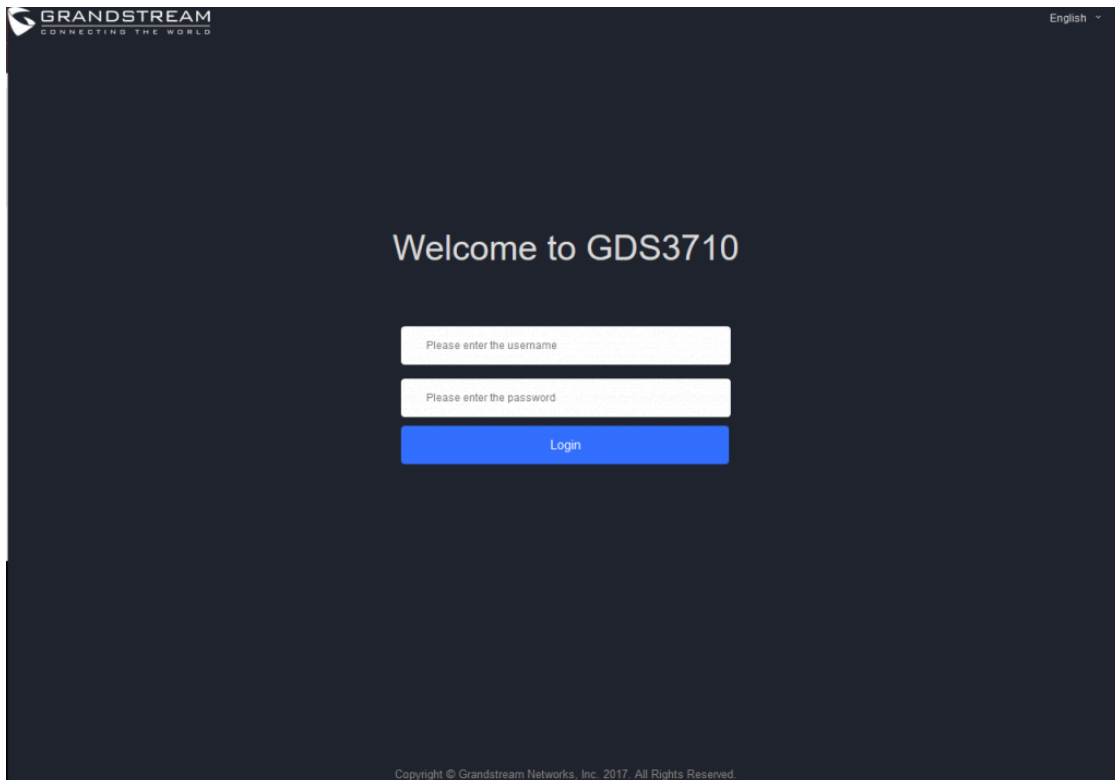 GRANDSTREAM
CONNECTING THE WORLD
English
Welcome to GDS3710
Please enter the username
Please enter the password
Login
Copyright © Grandstream Networks, Inc. 2017. All Rights Reserved.